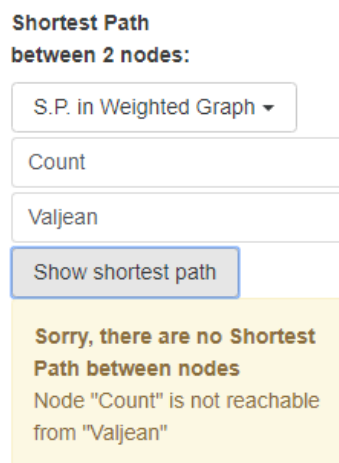 Shortest Path
between 2 nodes:
S.P. in Weighted Graph
Count
Valjean
Show shortest path
Sorry, there are no Shortest
Path between nodes
Node "Count" is not reachable
from "Valjean"